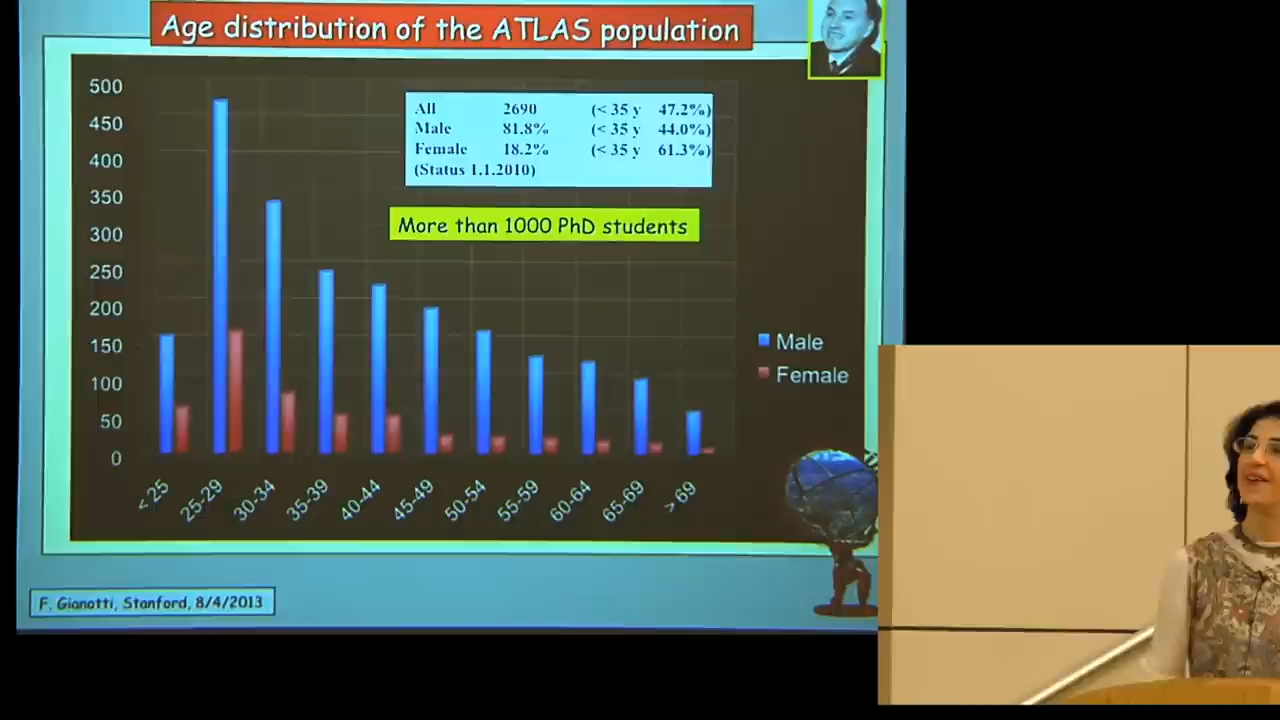 Age distribution of the ATLAS population
500
450
400
350
300
250
200
150
100
50
0
All 2690 (< 35 y 47.2%)
Male 81.8% (< 35 y 44.0%)
Female 18.2% (< 35 y 61.3%)
(Status 1.1.2010)
More than 1000 PhD students
Male
Female
< 25
25-29
30-34
35-39
40-44
45-49
50-54
55-59
60-64
65-69
> 69
F. Gianotti, Stanford, 8/4/2013